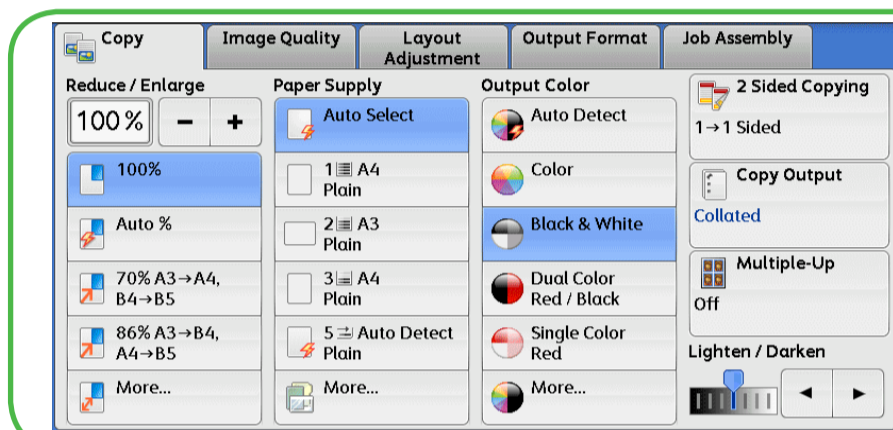 Copy
Image Quality
Layout
Adjustment
Output Format
Job Assembly
Reduce / Enlarge
100%
100%
Auto %
70% A3→A4,
B4→B5
86% A3→B4,
A4→B5
More...
Paper Supply
Auto Select
1 A4
Plain
2 A3
Plain
3 A4
Plain
5 Auto Detect
Plain
More...
Output Color
Auto Detect
Color
Black & White
Dual Color
Red / Black
Single Color
Red
More...
2 Sided Copying
1→1 Sided
Copy Output
Collated
Multiple-Up
Off
Lighten / Darken